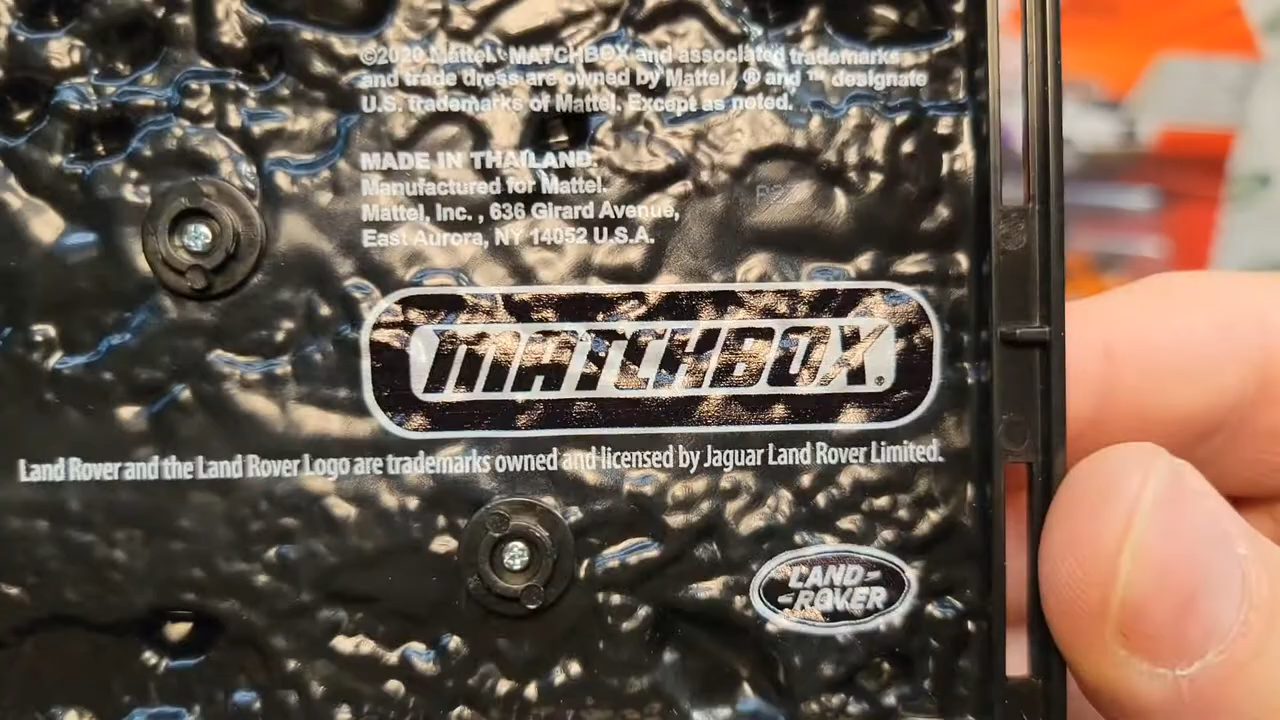 ©2020 Mattel. MATCHBOX and associated trademarks
and trade dress are owned by Mattel, ® and ™ designate
U.S. trademarks of Mattel. Except as noted.
MADE IN THAILAND.
Manufactured for Mattel.
Mattel, Inc. , 636 Girard Avenue,
East Aurora, NY 14052 U.S.A.
MATCHBOX®
Land Rover and the Land Rover Logo are trademarks owned and licensed by Jaguar Land Rover Limited.
LAND-
-ROVER